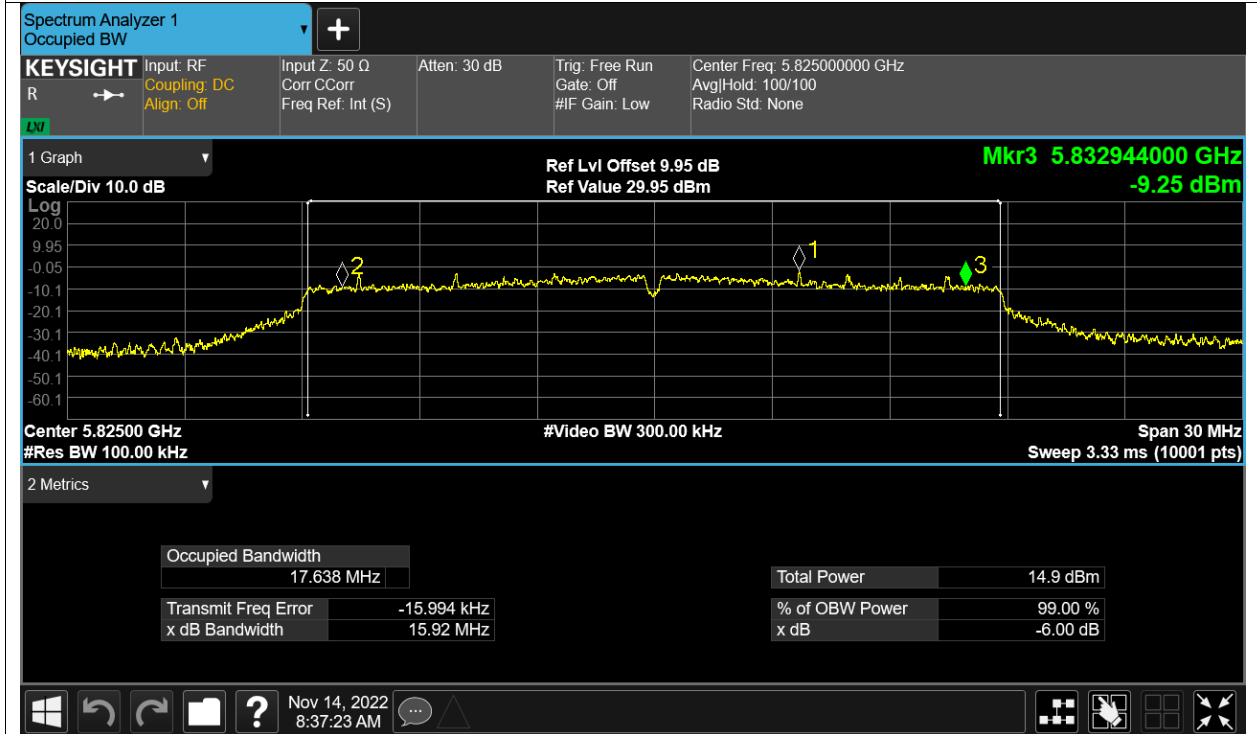 Spectrum Analyzer 1
Occupied BW
KEYSIGHT
R
LXI
Input: RF
Coupling: DC
Align: Off
Input Z: 50 Ω
Corr CCorr
Freq Ref: Int (S)
Atten: 30 dB
Trig: Free Run
Gate: Off
#IF Gain: Low
Center Freq: 5.825000000 GHz
Avg|Hold: 100/100
Radio Std: None
1 Graph
Scale/Div 10.0 dB
Ref Lvl Offset 9.95 dB
Ref Value 29.95 dBm
Mkr3 5.832944000 GHz
-9.25 dBm
Log
20.0
9.95
-0.05
-10.1
-20.1
-30.1
-40.1
-50.1
-60.1
2
1
3
Center 5.82500 GHz
#Res BW 100.00 kHz
#Video BW 300.00 kHz
Span 30 MHz
Sweep 3.33 ms (10001 pts)
2 Metrics
Occupied Bandwidth
17.638 MHz
Transmit Freq Error -15.994 kHz
x dB Bandwidth 15.92 MHz
Total Power 14.9 dBm
% of OBW Power 99.00 %
x dB -6.00 dB
?
Nov 14, 2022
8:37:23 AM